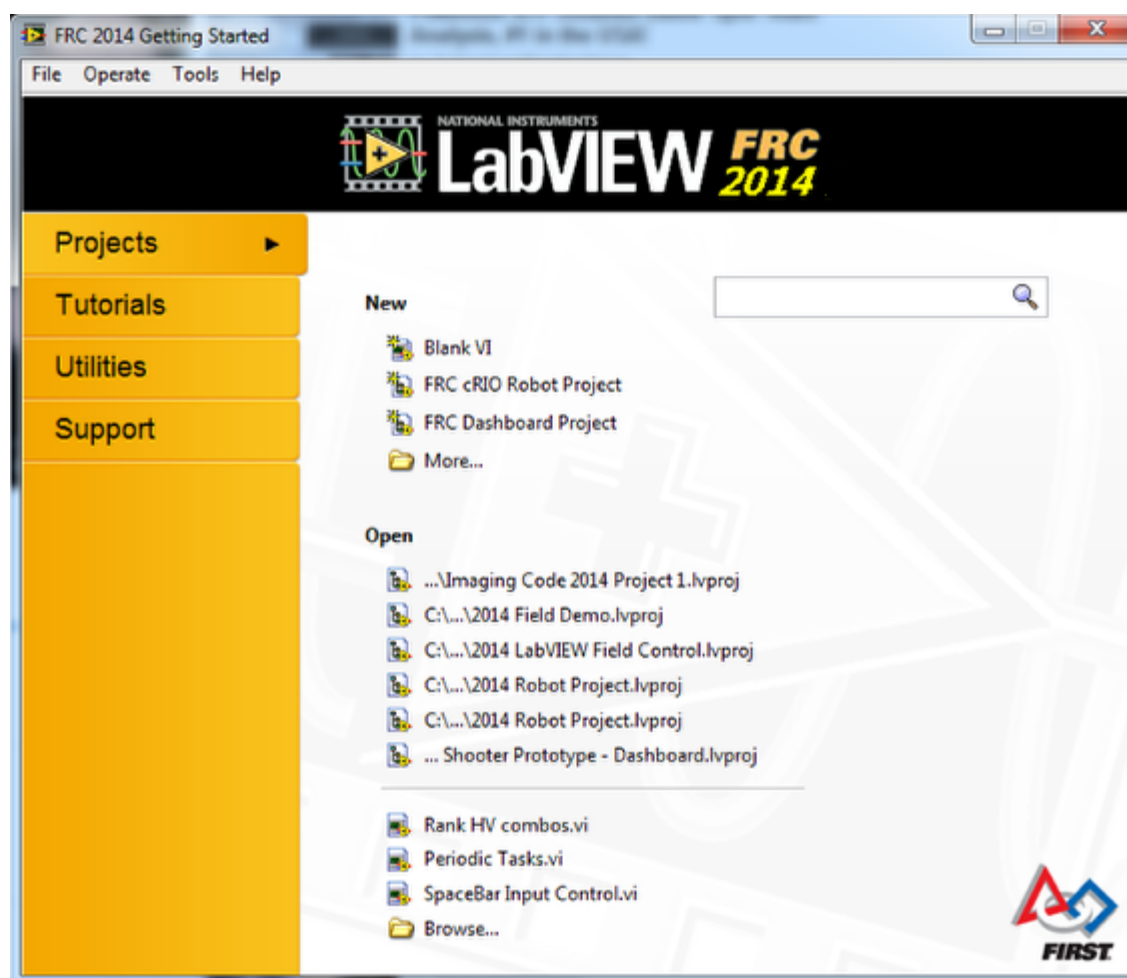 FRC 2014 Getting Started
File Operate Tools Help
NATIONAL INSTRUMENTS
LabVIEW FRC 2014
Projects
Tutorials
Utilities
Support
New
Blank VI
FRC cRIO Robot Project
FRC Dashboard Project
More...
Open
...\Imaging Code 2014 Project 1.lvproj
C:\...\2014 Field Demo.lvproj
C:\...\2014 LabVIEW Field Control.lvproj
C:\...\2014 Robot Project.lvproj
C:\...\2014 Robot Project.lvproj
... Shooter Prototype - Dashboard.lvproj
Rank HV combos.vi
Periodic Tasks.vi
SpaceBar Input Control.vi
Browse...
FIRST